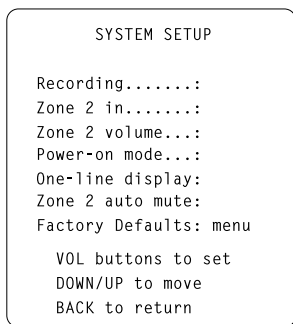 SYSTEM SETUP
Recording.......:
Zone 2 in.......:
Zone 2 volume...:
Power-on mode...:
One-line display:
Zone 2 auto mute:
Factory Defaults: menu
VOL buttons to set
DOWN/UP to move
BACK to return